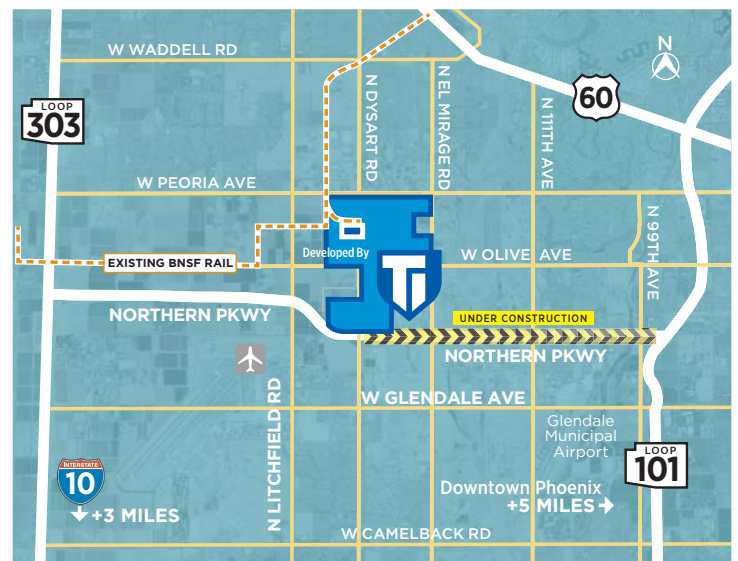 W WADDELL RD
N
LOOP
303
N DYSART RD
N EL MIRAGE RD
N 111TH AVE
60
W PEORIA AVE
N 99TH AVE
Developed By
Ti
W OLIVE AVE
EXISTING BNSF RAIL
NORTHERN PKWY
UNDER CONSTRUCTION
NORTHERN PKWY
N LITCHFIELD RD
W GLENDALE AVE
Glendale
Municipal
Airport
LOOP
101
INTERSTATE
10
+3 MILES
Downtown Phoenix
+5 MILES
W CAMELBACK RD